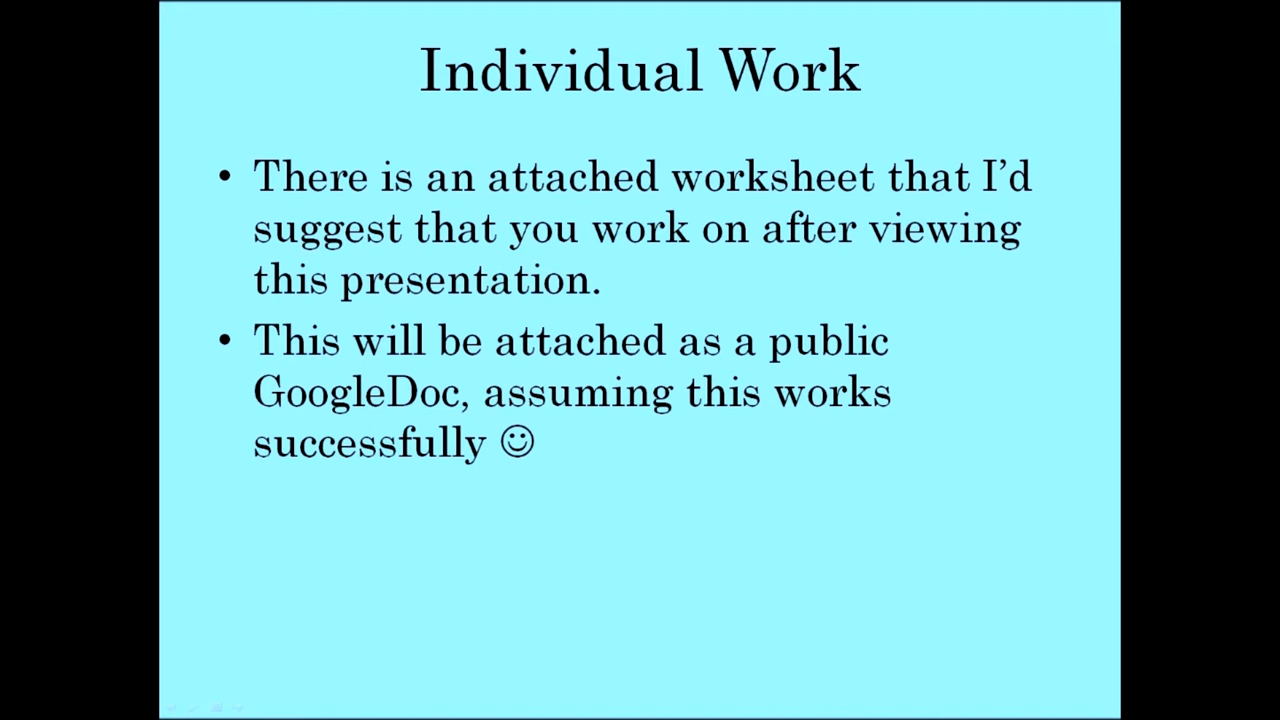 Individual Work
• There is an attached worksheet that I’d
suggest that you work on after viewing
this presentation.
• This will be attached as a public
GoogleDoc, assuming this works
successfully ☺